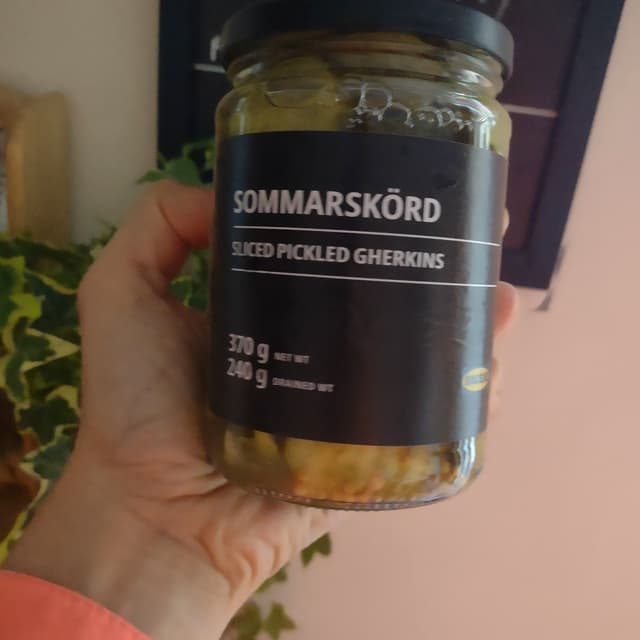 SOMMARSKÖRD
SLICED PICKLED GHERKINS
370 g NET WT
240 g DRAINED WT